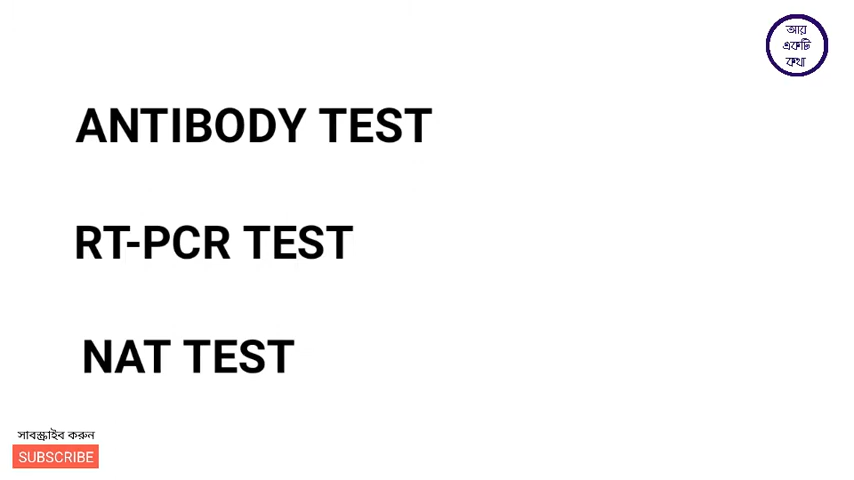 আর
একটি
কথা
ANTIBODY TEST
RT-PCR TEST
NAT TEST
সাবস্ক্রাইব করুন
SUBSCRIBE